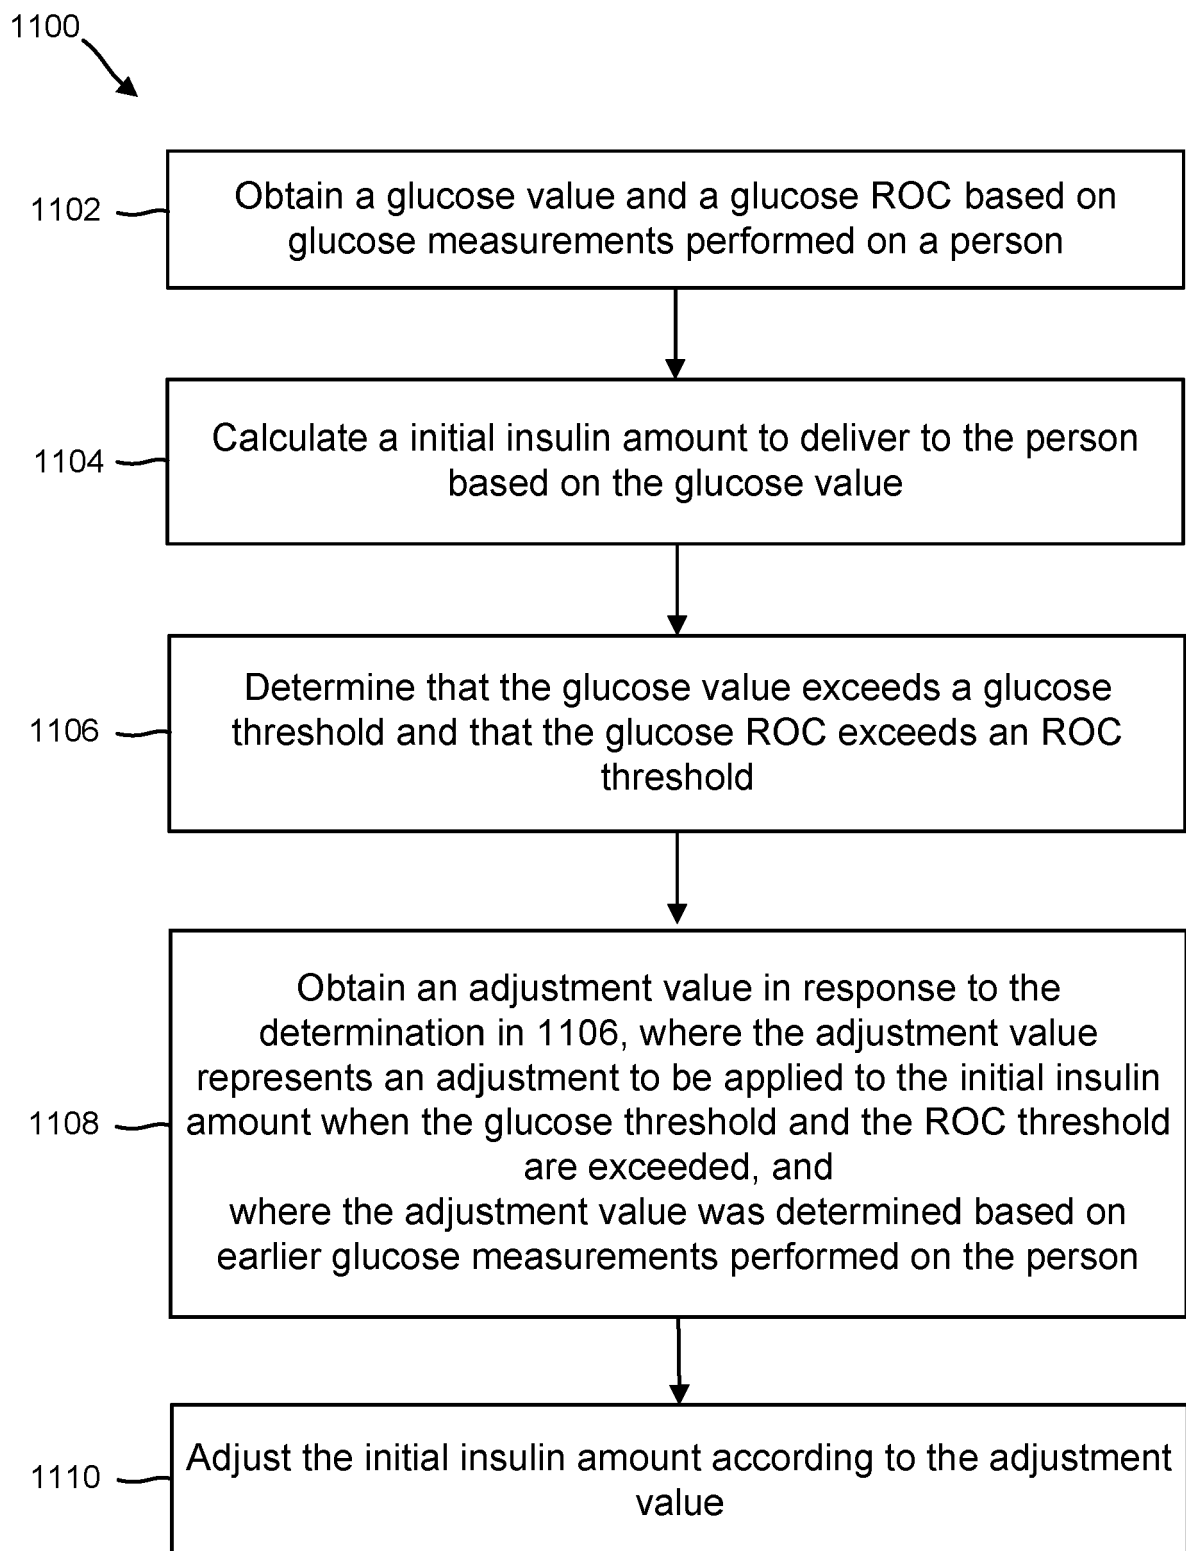 1100
1102
Obtain a glucose value and a glucose ROC based on
glucose measurements performed on a person
1104
Calculate a initial insulin amount to deliver to the person
based on the glucose value
1106
Determine that the glucose value exceeds a glucose
threshold and that the glucose ROC exceeds an ROC
threshold
1108
Obtain an adjustment value in response to the
determination in 1106, where the adjustment value
represents an adjustment to be applied to the initial insulin
amount when the glucose threshold and the ROC threshold
are exceeded, and
where the adjustment value was determined based on
earlier glucose measurements performed on the person
1110
Adjust the initial insulin amount according to the adjustment
value